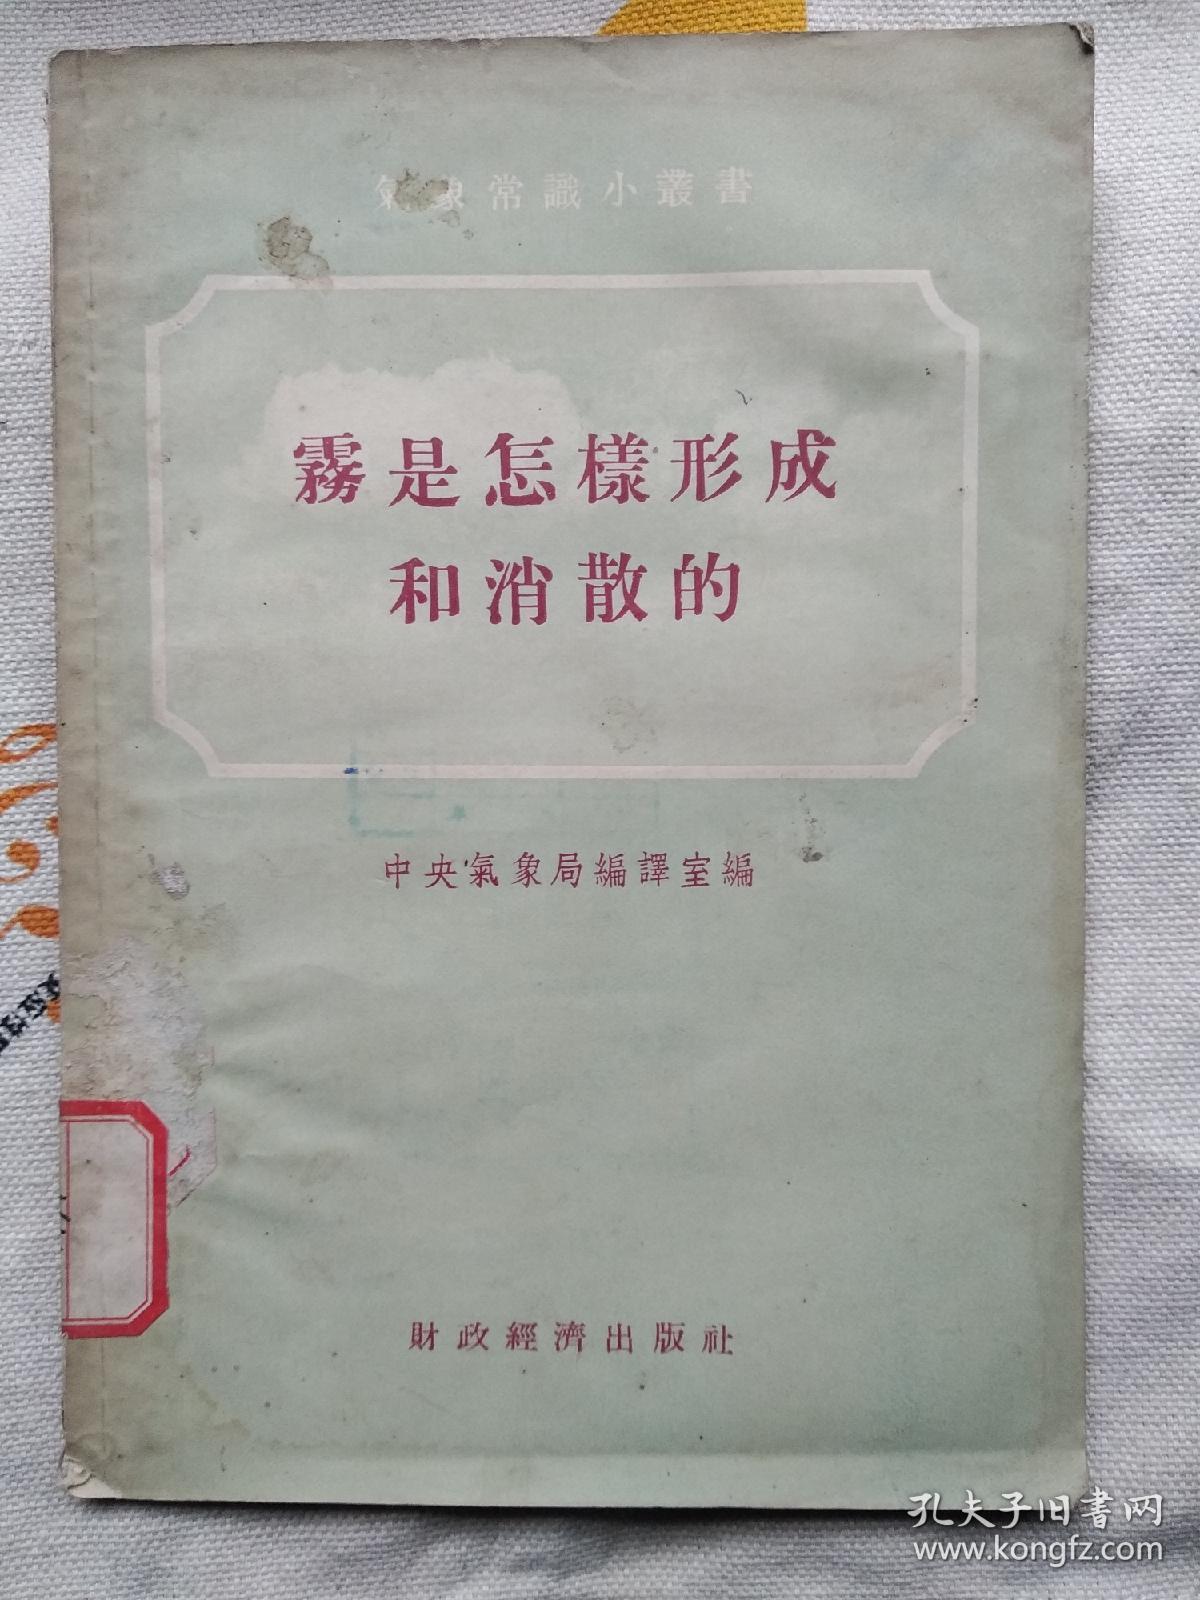 氣象常識小叢書
霧是怎樣形成
和消散的
中央氣象局編譯室編
財政經濟出版社
孔夫子旧书网
www.kongfz.com